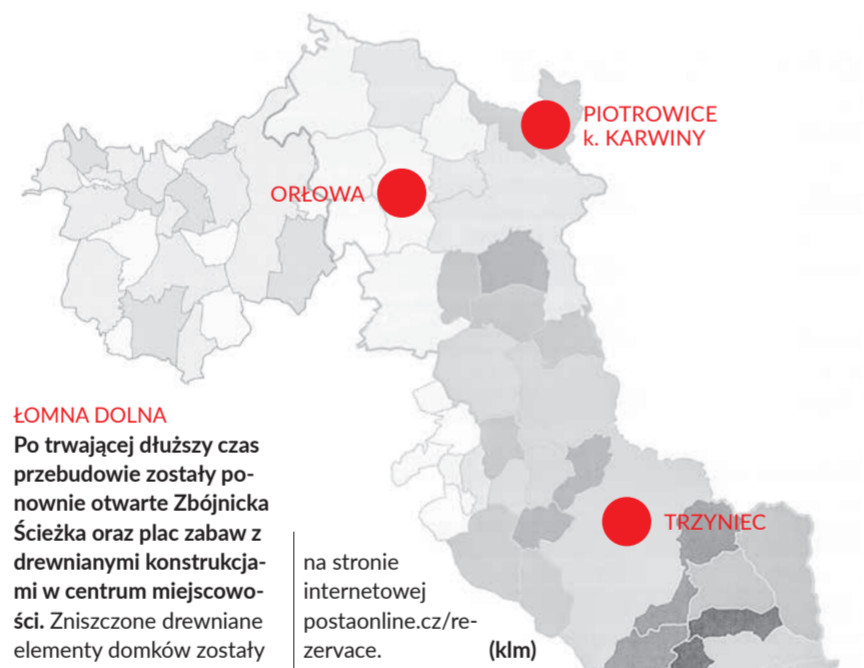 PIOTROWICE
k. KARWINY
ORŁOWA
TRZYNIEC
ŁOMNA DOLNA
Po trwającej dłuższy czas
przebudowie zostały po-
nownie otwarte Zbójnicka
Ścieżka oraz plac zabaw z
drewnianymi konstrukcja-
mi w centrum miejscowo-
ści. Zniszczone drewniane
elementy domków zostały
na stronie
internetowej
postaonline.cz/re-
zervace. (klm)